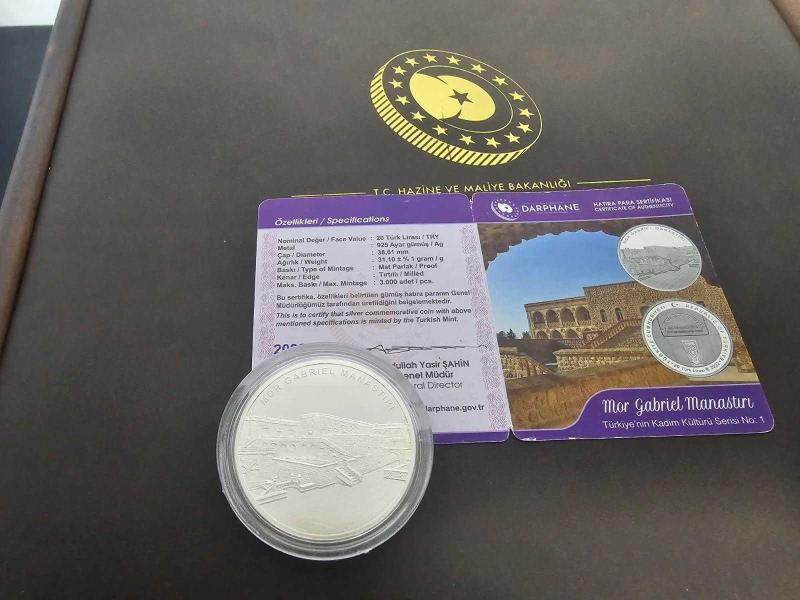 T.C. HAZİNE VE MALİYE BAKANLIĞI
Özellikleri / Specifications
Nominal Değer / Face Value : 20 Türk Lirası / TRY
Metal : 925 Ayar gümüş / Ag
Çap / Diameter : 38,61 mm
Ağırlık / Weight : 31,10 ± % 1 gram / g
Baskı / Type of Mintage : Mat Parlak / Proof
Kenar / Edge : Tırtıllı / Milled
Maks. Baskı / Max. Mintage : 3.000 adet / pcs.
Bu sertifika, özellikleri belirtilen gümüş hatıra paranın Genel
Müdürlüğümüz tarafından üretildiğini belgelemektedir.
This is to certify that silver commemorative coin with above
mentioned specifications is minted by the Turkish Mint.
Yasir ŞAHİN
Müdür
Director
darphane.gov.tr
DARPHANE
HATIRA PARA SERTİFİKASI
CERTIFICATE OF AUTHENTICITY
MOR GABRIEL MANASTIRI
Mor Gabriel Manastırı
Türkiye'nin Kadim Kültürü Serisi No: 1
MOR GABRIEL MANASTIRI